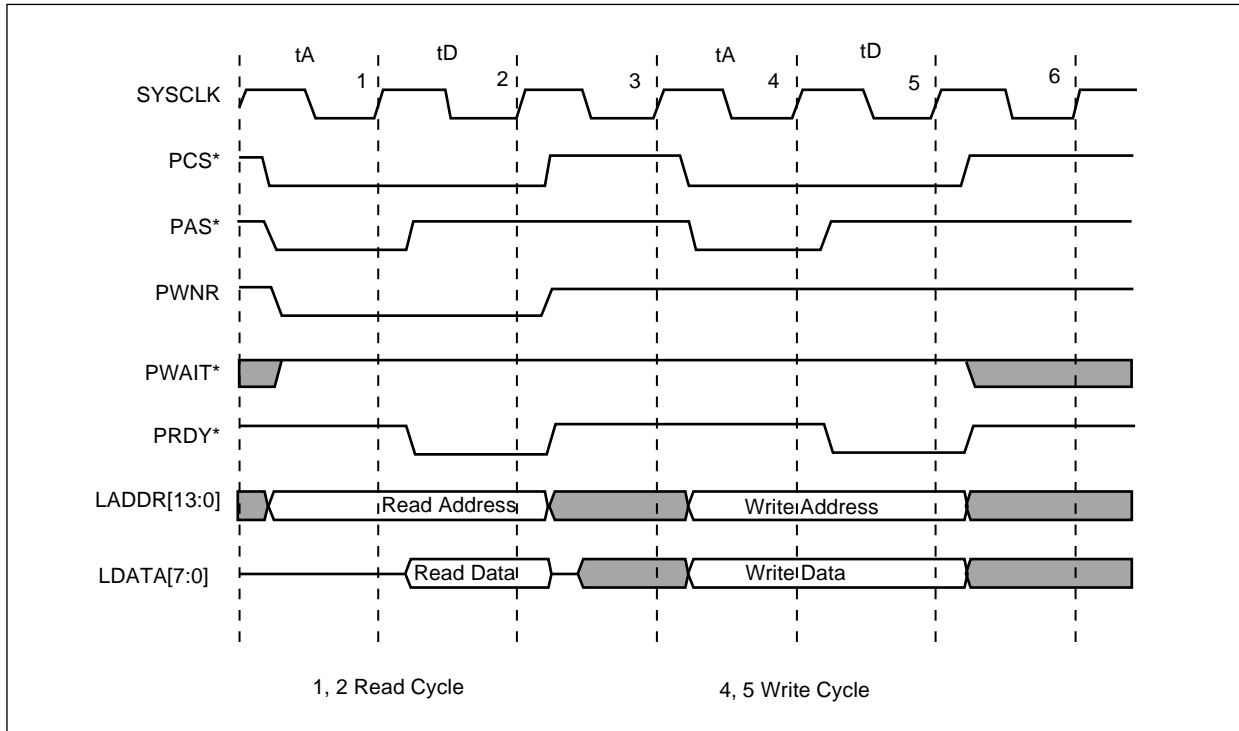 tA tD tA tD
1 2 3 4 5 6
SYSCLK
PCS*
PAS*
PWNR
PWAIT*
PRDY*
LADDR[13:0] Read Address Write Address
LDATA[7:0] Read Data Write Data
1, 2 Read Cycle 4, 5 Write Cycle